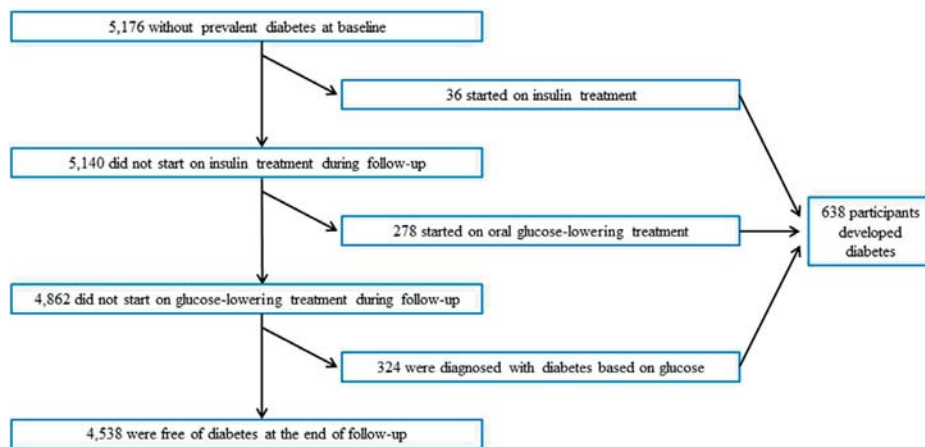 5,176 without prevalent diabetes at baseline
36 started on insulin treatment
5,140 did not start on insulin treatment during follow-up
278 started on oral glucose-lowering treatment
638 participants
developed
diabetes
4,862 did not start on glucose-lowering treatment during follow-up
324 were diagnosed with diabetes based on glucose
4,538 were free of diabetes at the end of follow-up